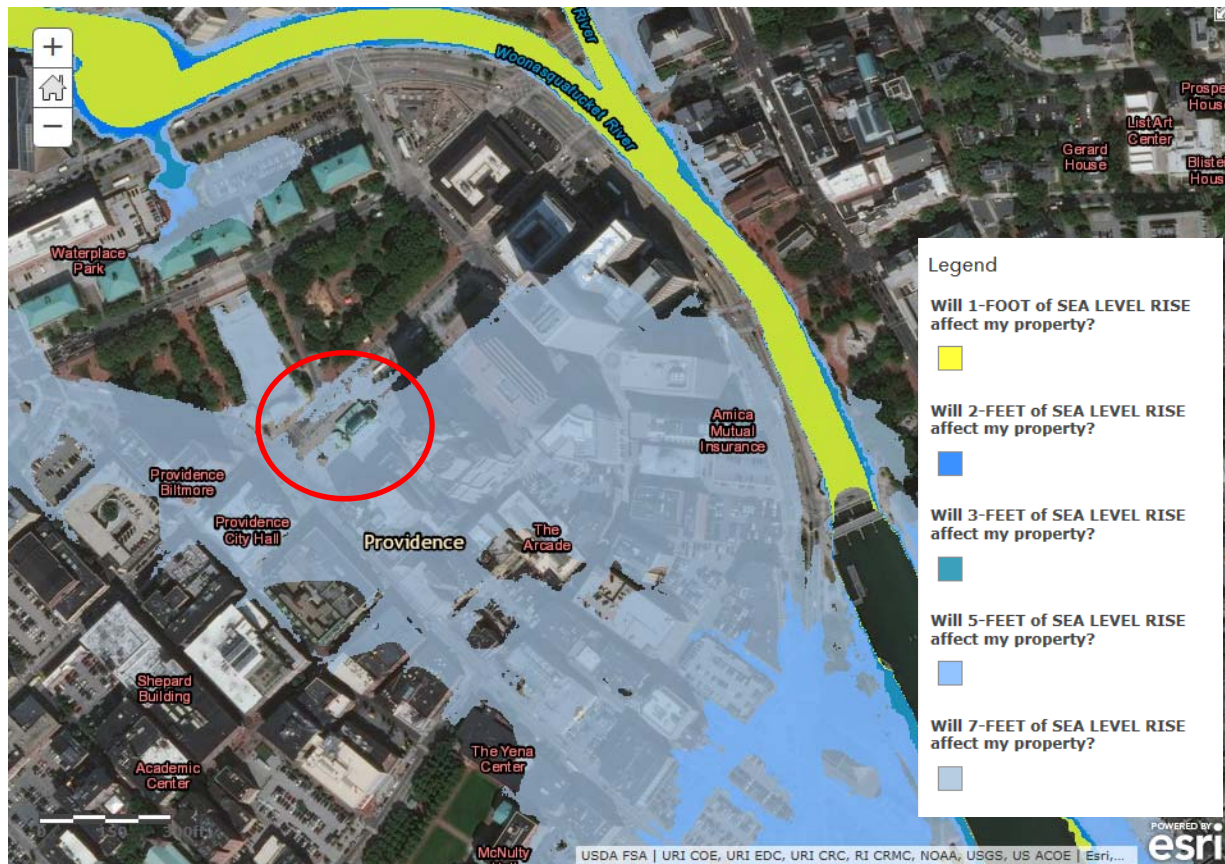 +
−
River
Woonasquatucket River
Prospe
House
List Art
Center
Gerard
House
Bliste
Hous
Waterplace
Park
Legend
Will 1-FOOT of SEA LEVEL RISE
affect my property?
Will 2-FEET of SEA LEVEL RISE
affect my property?
Will 3-FEET of SEA LEVEL RISE
affect my property?
Will 5-FEET of SEA LEVEL RISE
affect my property?
Will 7-FEET of SEA LEVEL RISE
affect my property?
Amica
Mutual
Insurance
Providence
Biltmore
Providence
City Hall
Providence
The
Arcade
Shepard
Building
Academic
Center
The Yena
Center
McNulty
0 150 300ft
USDA FSA | URI COE, URI EDC, URI CRC, RI CRMC, NOAA, USGS, US ACOE | Esri,...
POWERED BY
esri